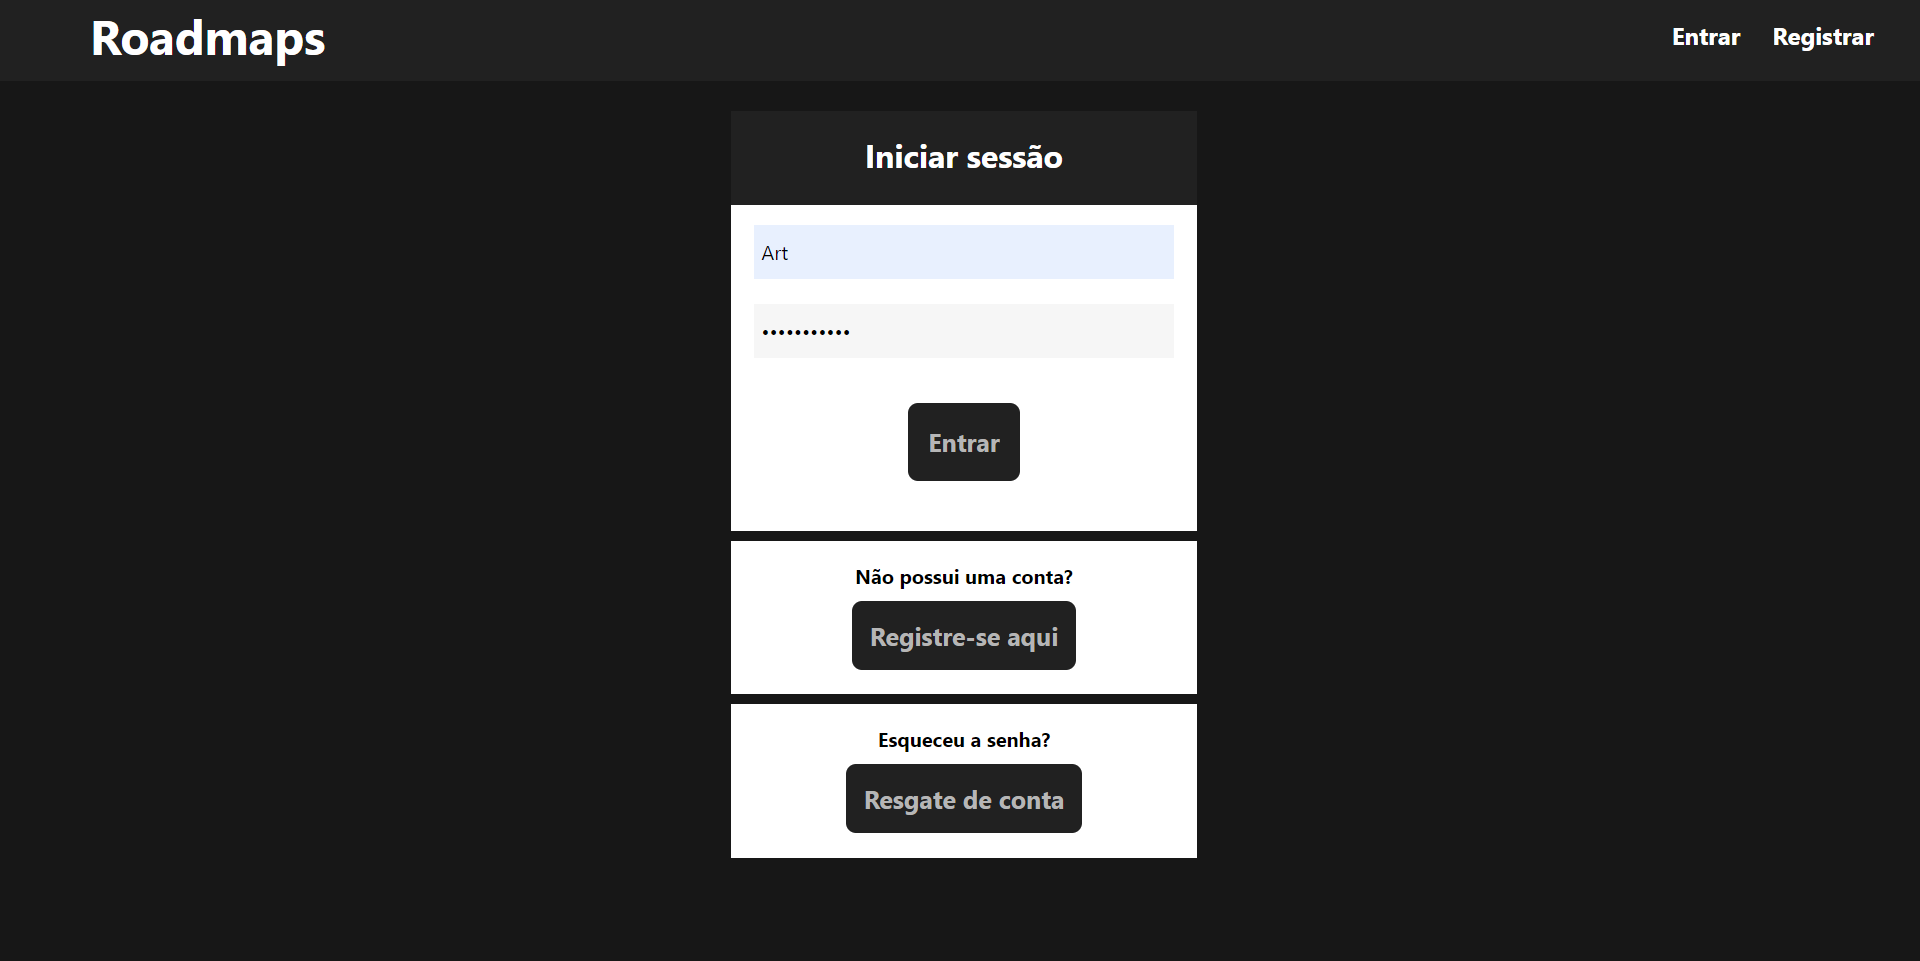 Roadmaps
Entrar Registrar
Iniciar sessão
Art
•••••••••••
Entrar
Não possui uma conta?
Registre-se aqui
Esqueceu a senha?
Resgate de conta